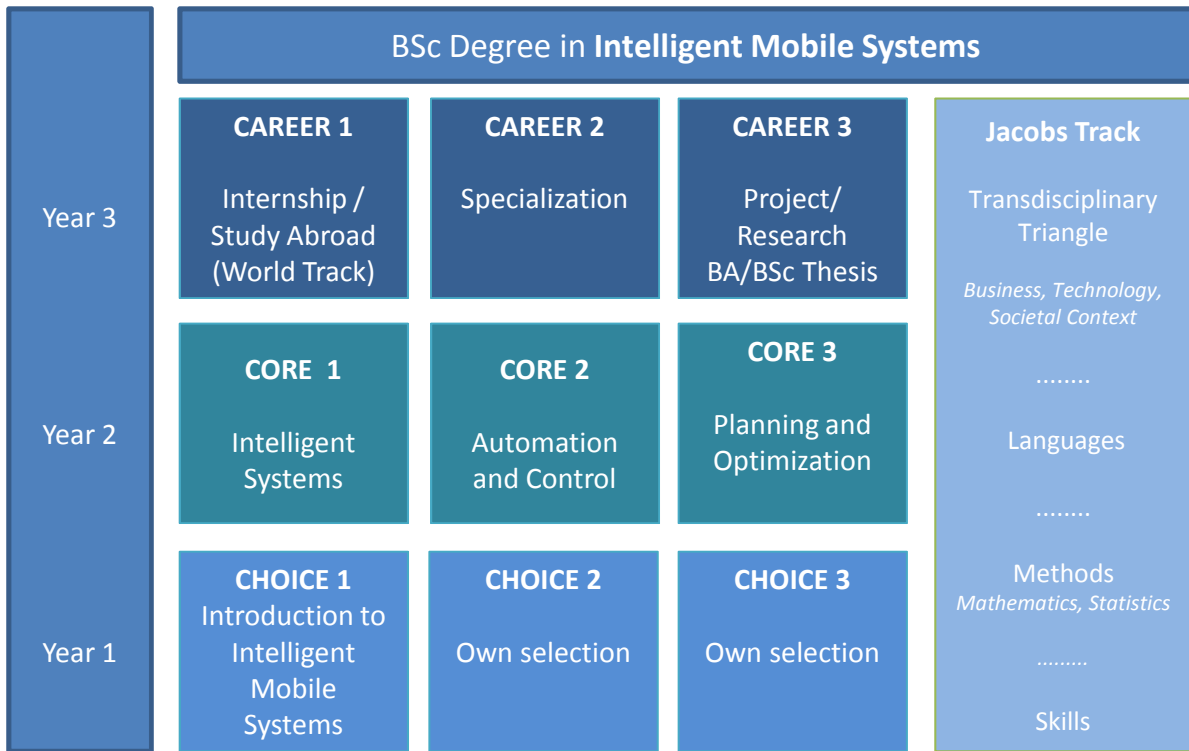 BSc Degree in Intelligent Mobile Systems
Year 3
CAREER 1
Internship /
Study Abroad
(World Track)
CAREER 2
Specialization
CAREER 3
Project/
Research
BA/BSc Thesis
Year 2
CORE 1
Intelligent
Systems
CORE 2
Automation
and Control
CORE 3
Planning and
Optimization
Year 1
CHOICE 1
Introduction to
Intelligent
Mobile
Systems
CHOICE 2
Own selection
CHOICE 3
Own selection
Jacobs Track
Transdisciplinary
Triangle
Business, Technology,
Societal Context
........
Languages
........
Methods
Mathematics, Statistics
.........
Skills